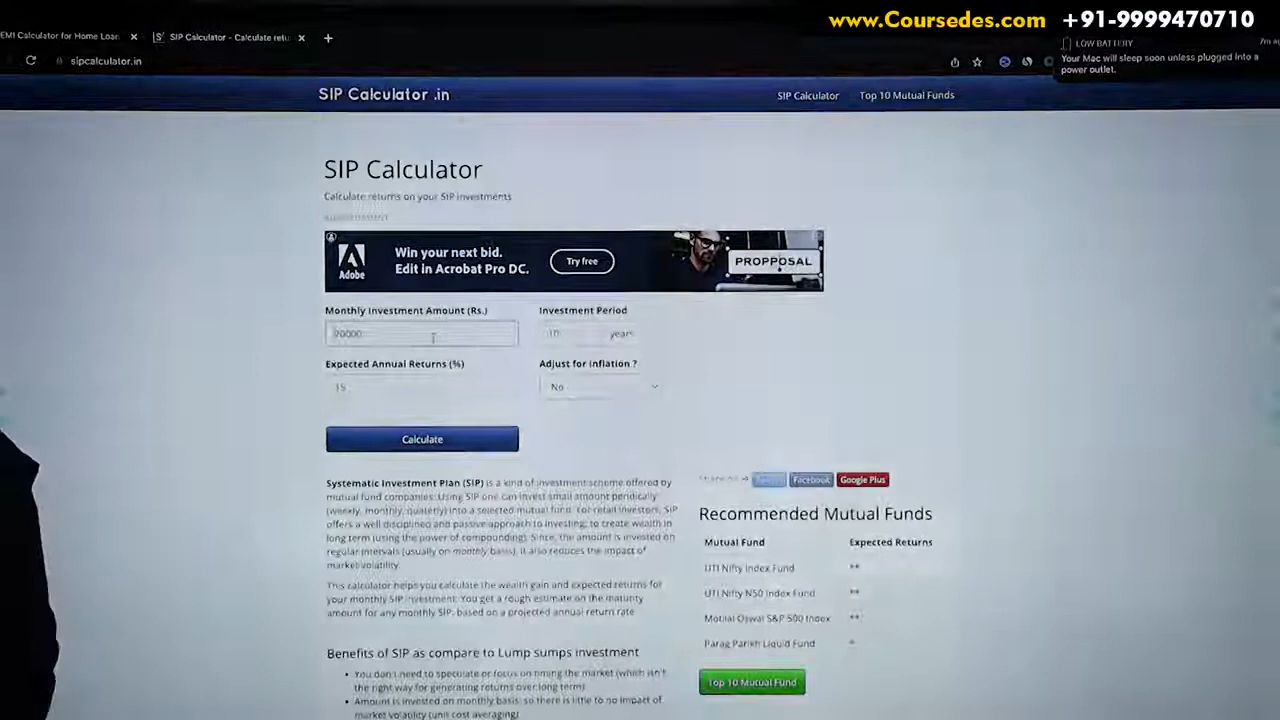 www.Coursedes.com +91-9999470710
EMI Calculator for Home Loan
SIP Calculator - Calculate retu
LOW BATTERY
Your Mac will sleep soon unless plugged into a
power outlet.
sipcalculator.in
SIP Calculator .in
SIP Calculator
Top 10 Mutual Funds
SIP Calculator
Calculate returns on your SIP investments
ADVERTISEMENT
Adobe
Win your next bid.
Edit in Acrobat Pro DC.
Try free
PROPPOSAL
Monthly Investment Amount (Rs.)
Investment Period
10 years
Expected Annual Returns (%)
Adjust for inflation ?
15
No
Calculate
Systematic Investment Plan (SIP) is a kind of investment scheme offered by
mutual fund companies. Using SIP one can invest small amount peridically
(weekly, monthly, quaterly) into a selected mutual fund. For retail investors, SIP
offers a well disciplined and passive approach to investing, to create wealth in
long term (using the power of compounding). Since, the amount is invested on
regular intervals (usually on monthly basis), it also reduces the impact of
market volatility.
This calculator helps you calculate the wealth gain and expected returns for
your monthly SIP investment. You get a rough estimate on the maturity
amount for any monthly SIP, based on a projected annual return rate
Benefits of SIP as compare to Lump sumps investment
You don't need to speculate or focus on timing the market (which isn't
the right way for generating returns over long term)
Amount is invested on monthly basis, so there is little to no impact of
market volatility (unit cost averaging)
Facebook
Google Plus
Recommended Mutual Funds
Mutual Fund
Expected Returns
UTI Nifty Index Fund **
UTI Nifty N50 Index Fund **
Motilal Oswal S&P 500 Index **
Parag Parikh Liquid Fund *
Top 10 Mutual Fund